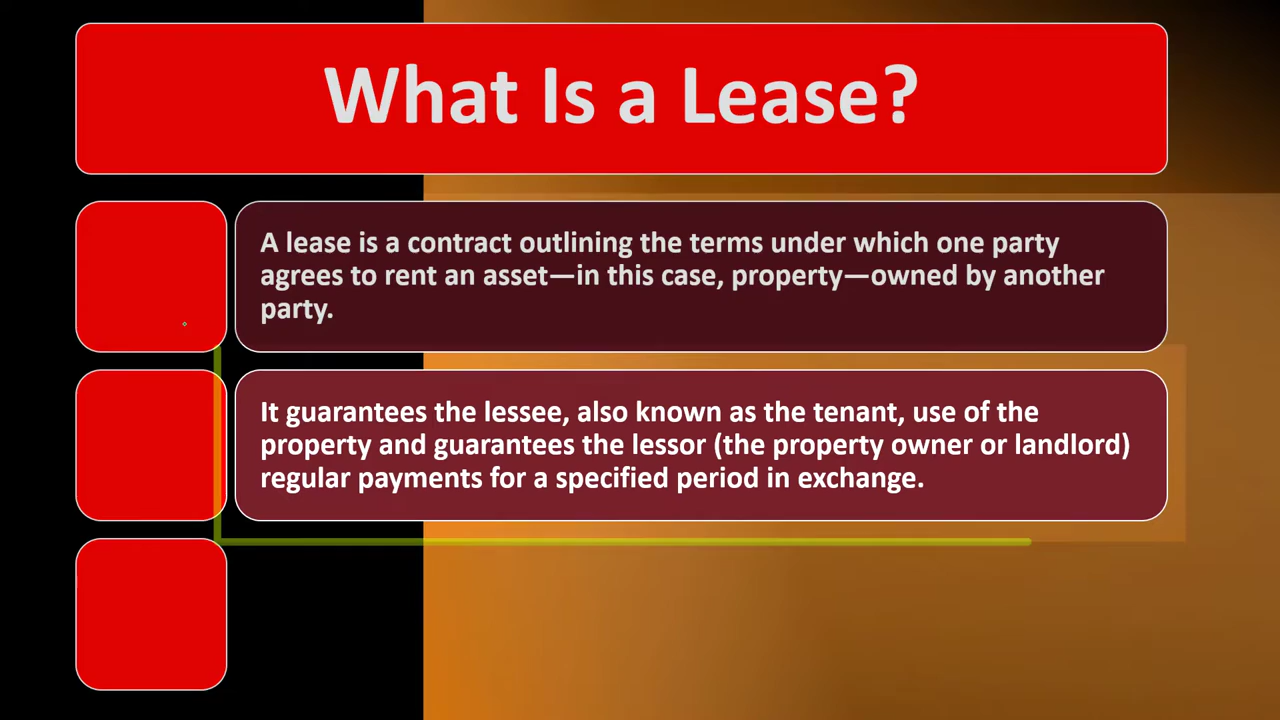 What Is a Lease?
A lease is a contract outlining the terms under which one party
agrees to rent an asset—in this case, property—owned by another
party.
It guarantees the lessee, also known as the tenant, use of the
property and guarantees the lessor (the property owner or landlord)
regular payments for a specified period in exchange.